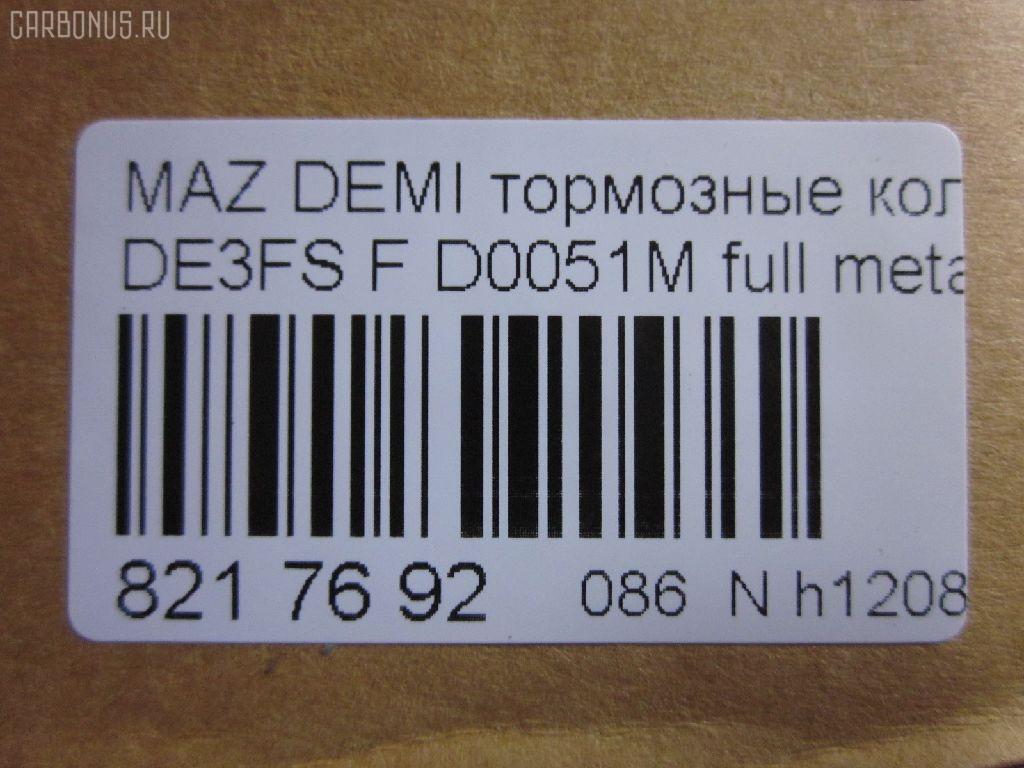 CARBONUS.RU
MAZ DEMI тормозные кол
DE3FS F D0051M full meta
821 76 92 086 N h1208